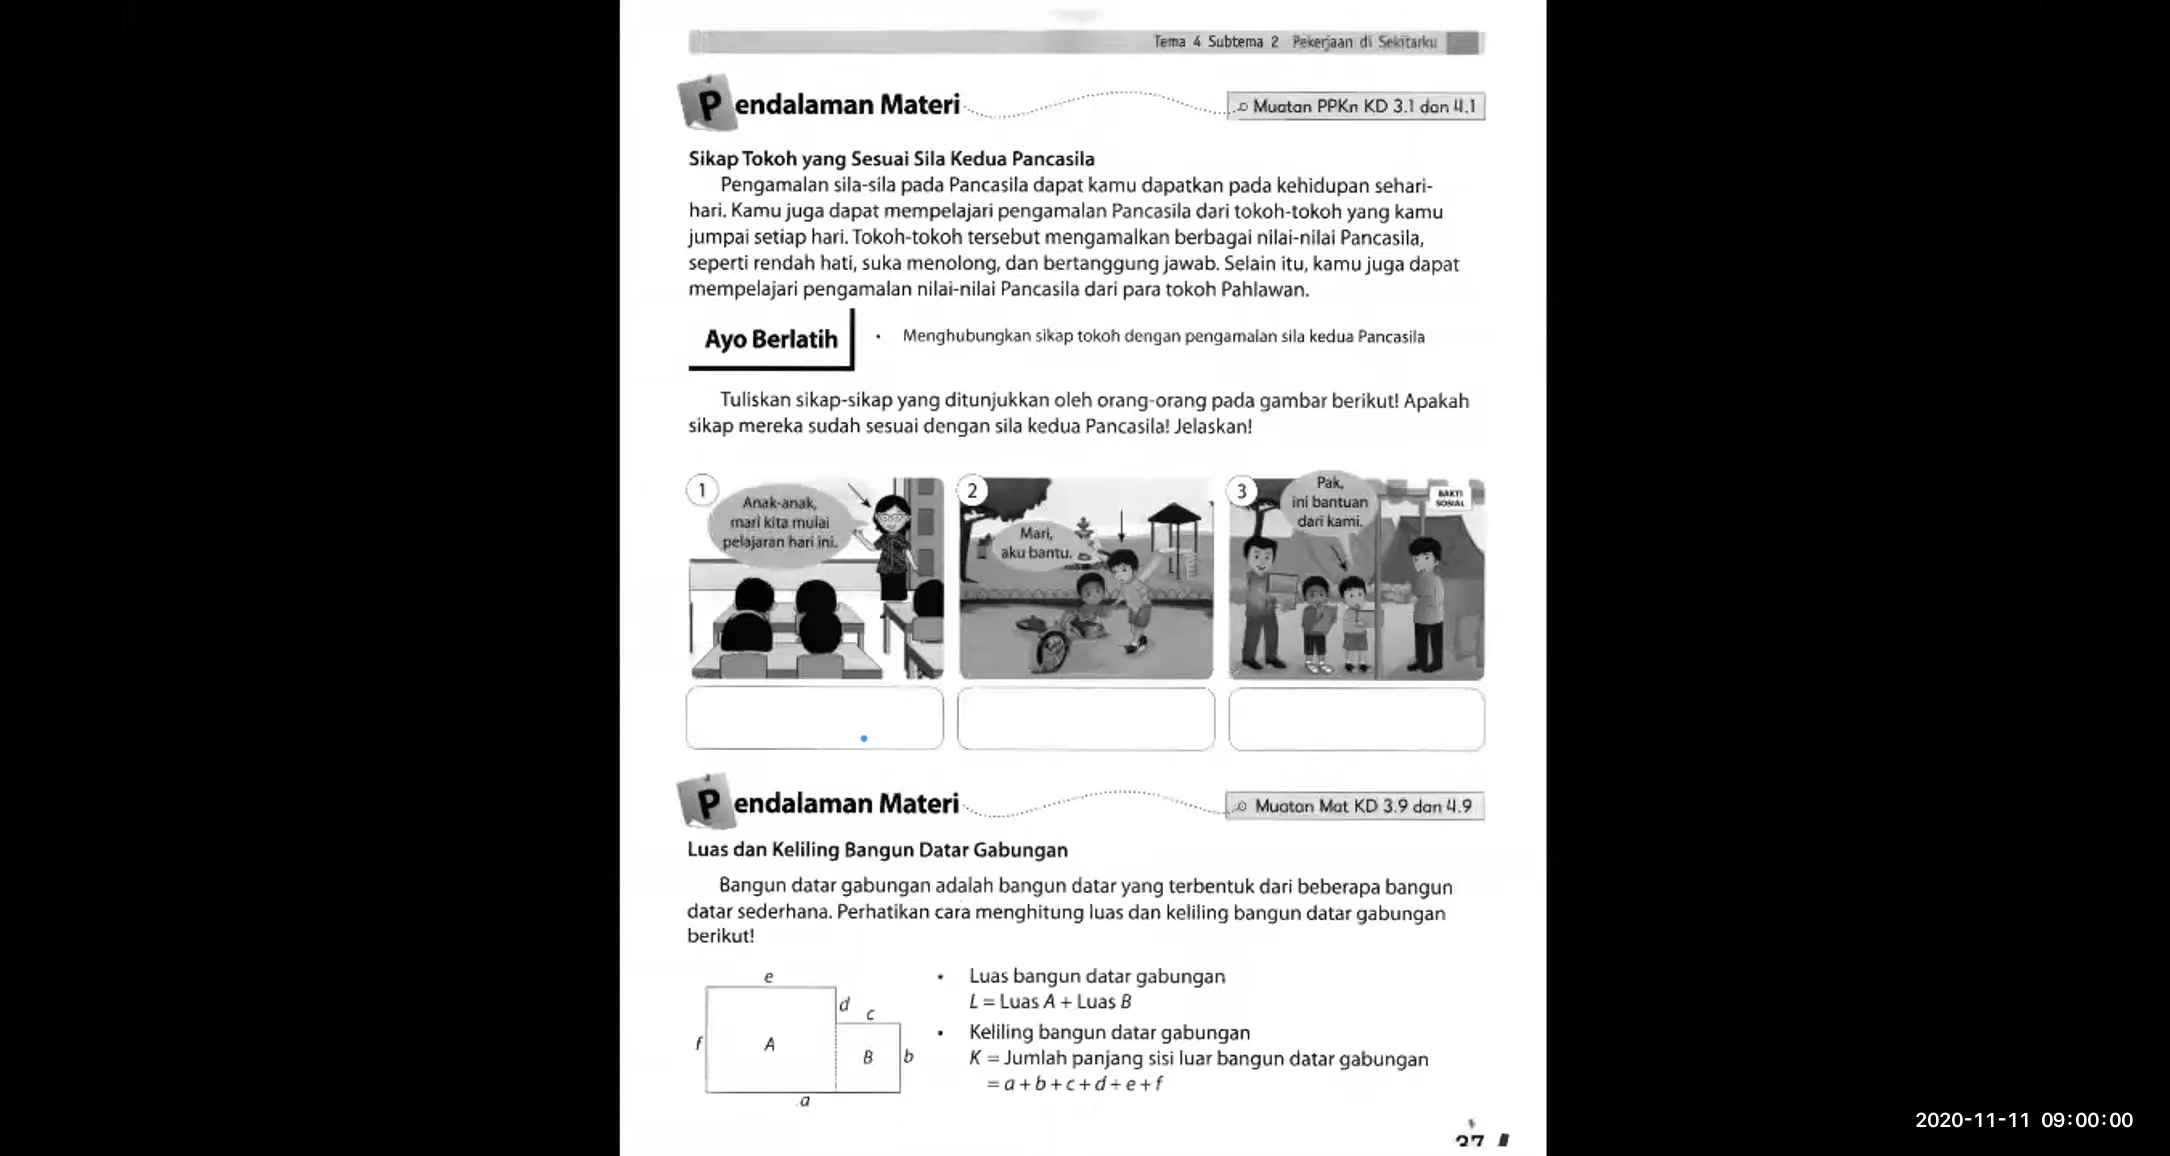 Tema 4 Subtema 2 Pekerjaan di Sekitarku
Pendalaman Materi
Muatan PPKn KD 3.1 dan 4.1
Sikap Tokoh yang Sesuai Sila Kedua Pancasila
Pengamalan sila-sila pada Pancasila dapat kamu dapatkan pada kehidupan sehari-
hari. Kamu juga dapat mempelajari pengamalan Pancasila dari tokoh-tokoh yang kamu
jumpai setiap hari. Tokoh-tokoh tersebut mengamalkan berbagai nilai-nilai Pancasila,
seperti rendah hati, suka menolong, dan bertanggung jawab. Selain itu, kamu juga dapat
mempelajari pengamalan nilai-nilai Pancasila dari para tokoh Pahlawan.
Ayo Berlatih
• Menghubungkan sikap tokoh dengan pengamalan sila kedua Pancasila
Tuliskan sikap-sikap yang ditunjukkan oleh orang-orang pada gambar berikut! Apakah
sikap mereka sudah sesuai dengan sila kedua Pancasila! Jelaskan!
1
Anak-anak,
mari kita mulai
pelajaran hari ini.
2
Mari,
aku bantu.
3
Pak,
ini bantuan
dari kami.
BAKTI
SOSIAL
Pendalaman Materi
Muatan Mat KD 3.9 dan 4.9
Luas dan Keliling Bangun Datar Gabungan
Bangun datar gabungan adalah bangun datar yang terbentuk dari beberapa bangun
datar sederhana. Perhatikan cara menghitung luas dan keliling bangun datar gabungan
berikut!
e
d
c
f
A
B
b
a
• Luas bangun datar gabungan
L = Luas A + Luas B
• Keliling bangun datar gabungan
K = Jumlah panjang sisi luar bangun datar gabungan
= a + b + c + d + e + f
37
2020-11-11 09:00:00